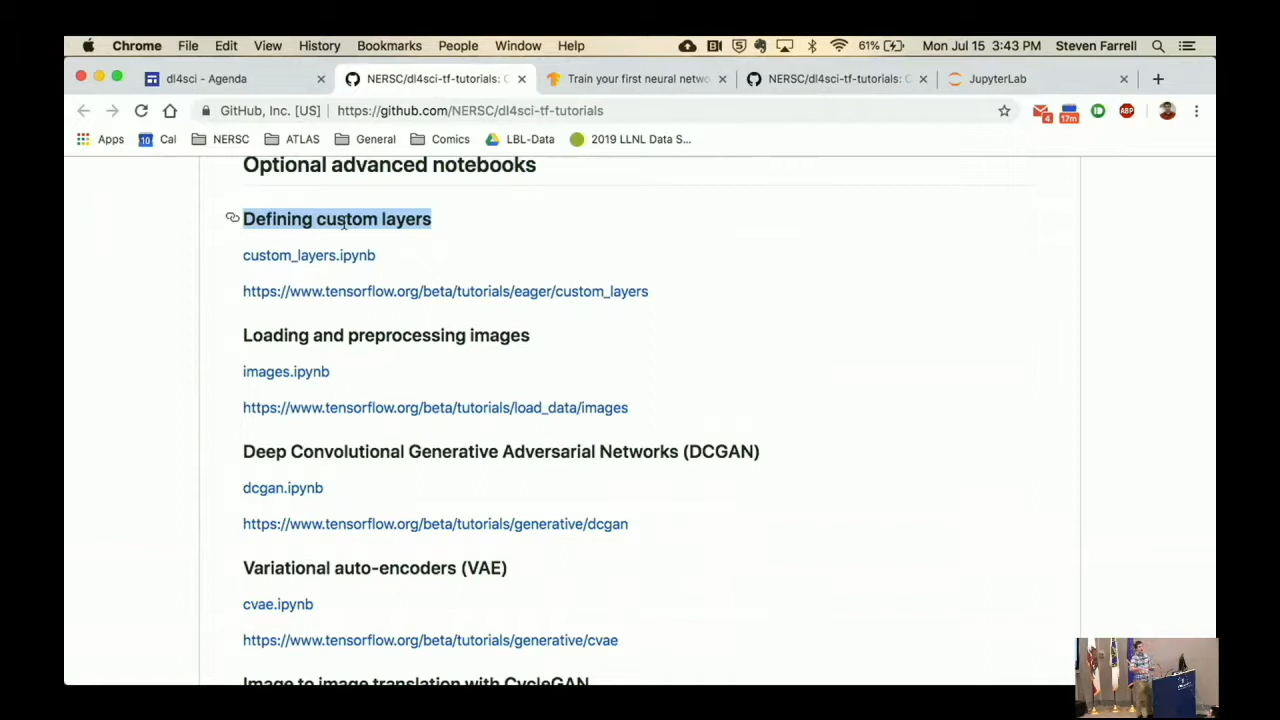 Chrome File Edit View History Bookmarks People Window Help 61% Mon Jul 15 3:43 PM Steven Farrell
dl4sci - Agenda NERSC/dl4sci-tf-tutorials: C Train your first neural netwo NERSC/dl4sci-tf-tutorials: C JupyterLab
GitHub, Inc. [US] https://github.com/NERSC/dl4sci-tf-tutorials 4 17m ABP
Apps 10 Cal NERSC ATLAS General Comics LBL-Data 2019 LLNL Data S...
Optional advanced notebooks
Defining custom layers
custom_layers.ipynb
https://www.tensorflow.org/beta/tutorials/eager/custom_layers
Loading and preprocessing images
images.ipynb
https://www.tensorflow.org/beta/tutorials/load_data/images
Deep Convolutional Generative Adversarial Networks (DCGAN)
dcgan.ipynb
https://www.tensorflow.org/beta/tutorials/generative/dcgan
Variational auto-encoders (VAE)
cvae.ipynb
https://www.tensorflow.org/beta/tutorials/generative/cvae
Image to image translation with CycleGAN